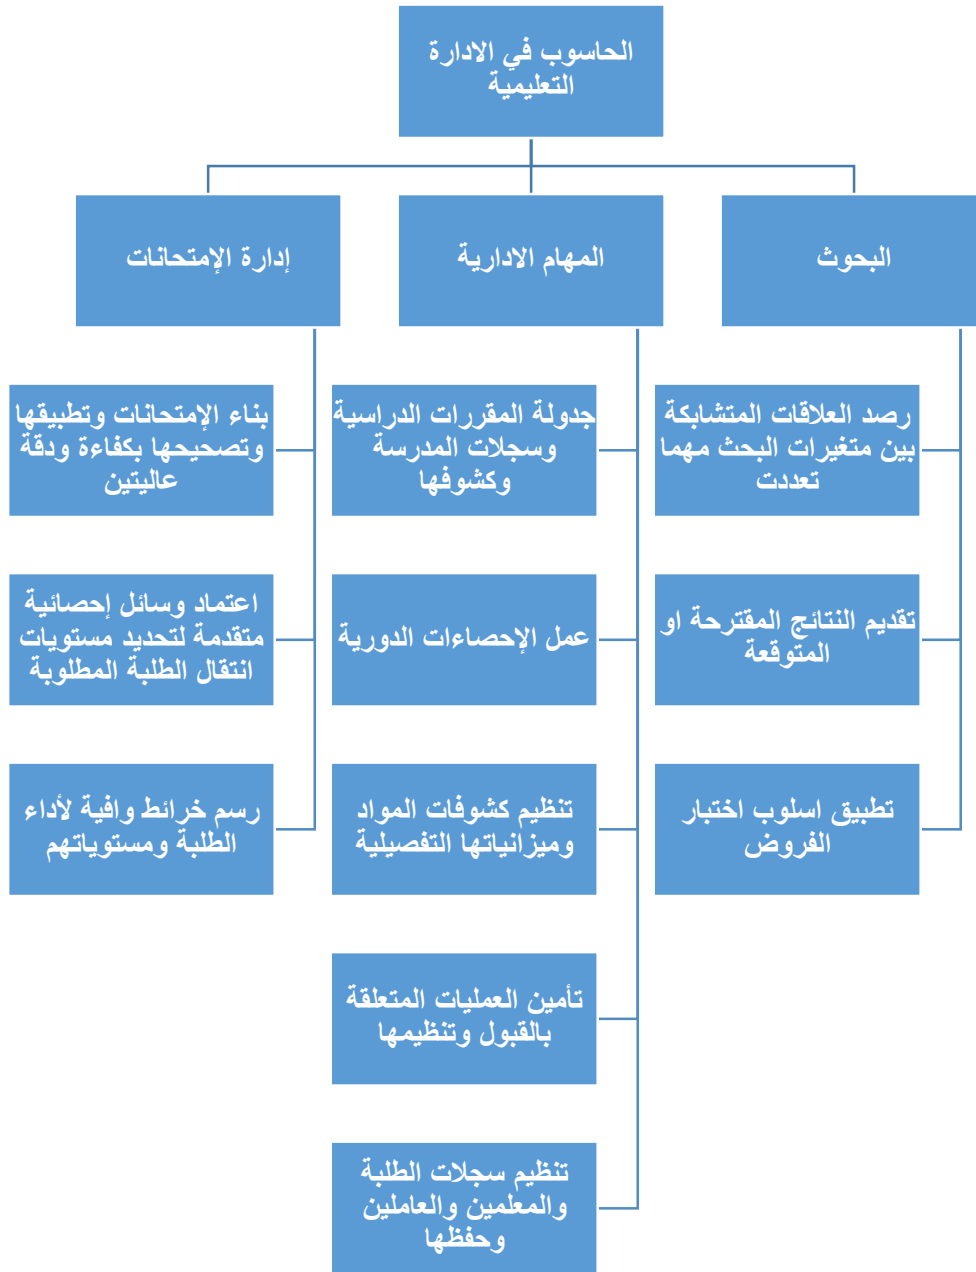 الحاسوب في الادارة
التعليمية
البحوث
المهام الادارية
إدارة الإمتحانات
رصد العلاقات المتشابكة
بين متغيرات البحث مهما
تعددت
تقديم النتائج المقترحة او
المتوقعة
تطبيق اسلوب اختبار
الفروض
جدولة المقررات الدراسية
وسجلات المدرسة
وكشوفها
عمل الإحصاءات الدورية
تنظيم كشوفات المواد
وميزانياتها التفصيلية
تأمين العمليات المتعلقة
بالقبول وتنظيمها
تنظيم سجلات الطلبة
والمعلمين والعاملين
وحفظها
بناء الإمتحانات وتطبيقها
وتصحيحها بكفاءة ودقة
عاليتين
اعتماد وسائل إحصائية
متقدمة لتحديد مستويات
انتقال الطلبة المطلوبة
رسم خرائط وافية لأداء
الطلبة ومستوياتهم